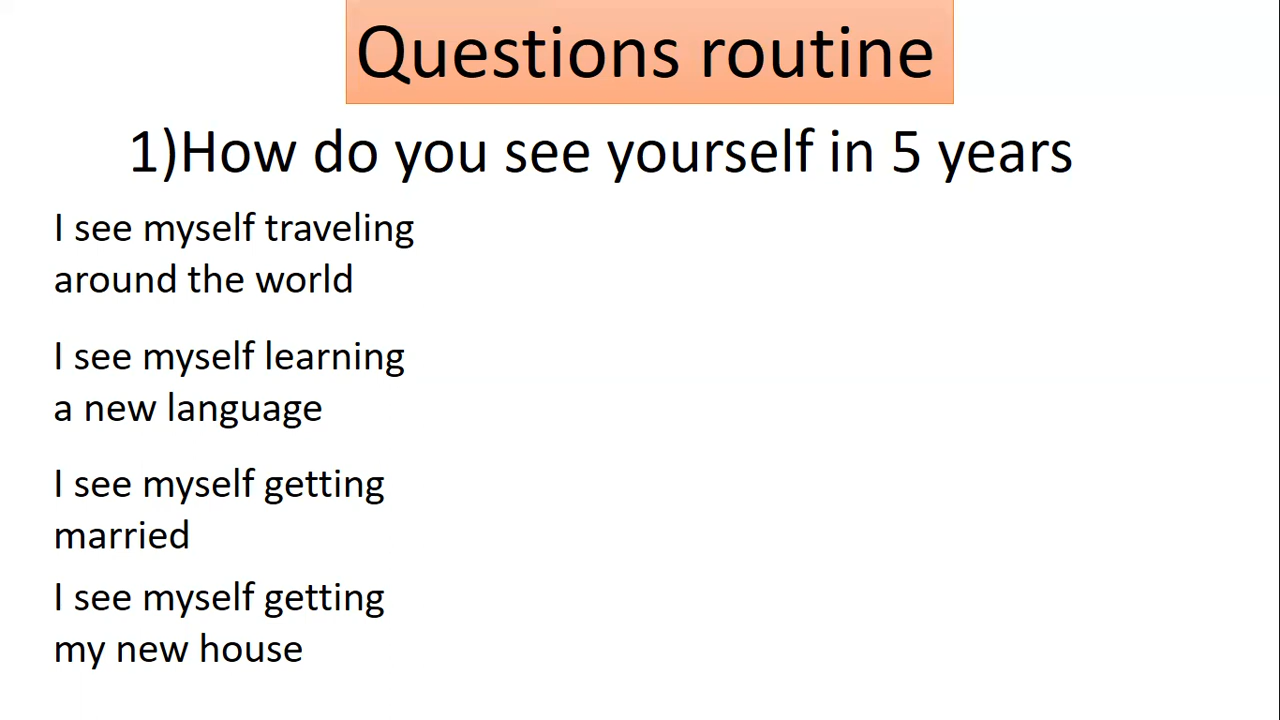 Questions routine
1)How do you see yourself in 5 years
I see myself traveling
around the world
I see myself learning
a new language
I see myself getting
married
I see myself getting
my new house